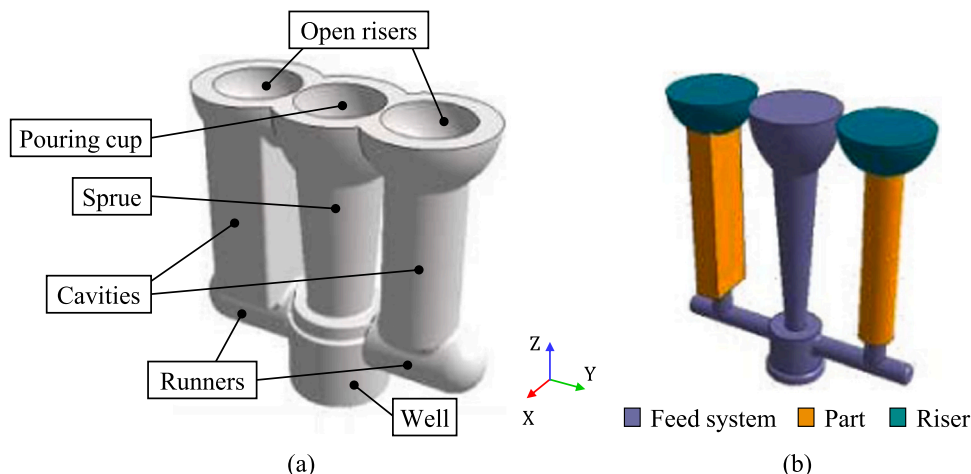 Open risers
Pouring cup
Sprue
Cavities
Runners
Well
Z
Y
X
Feed system Part Riser
(a) (b)